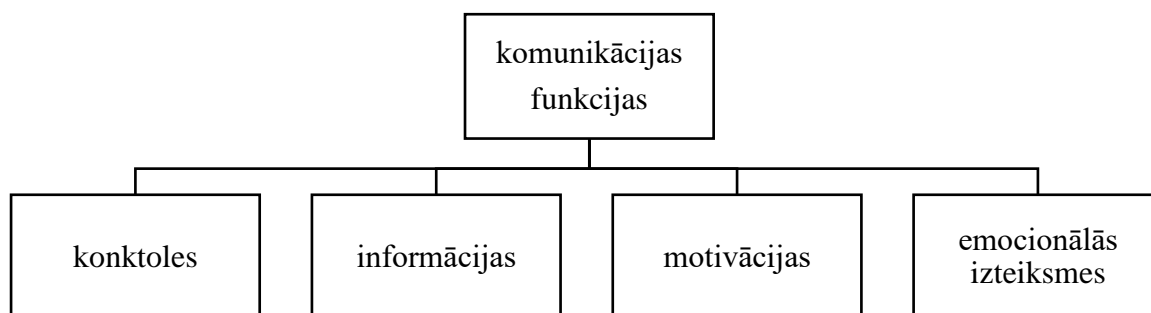 komunikācijas
funkcijas
konktoles
informācijas
motivācijas
emocionālās
izteiksmes